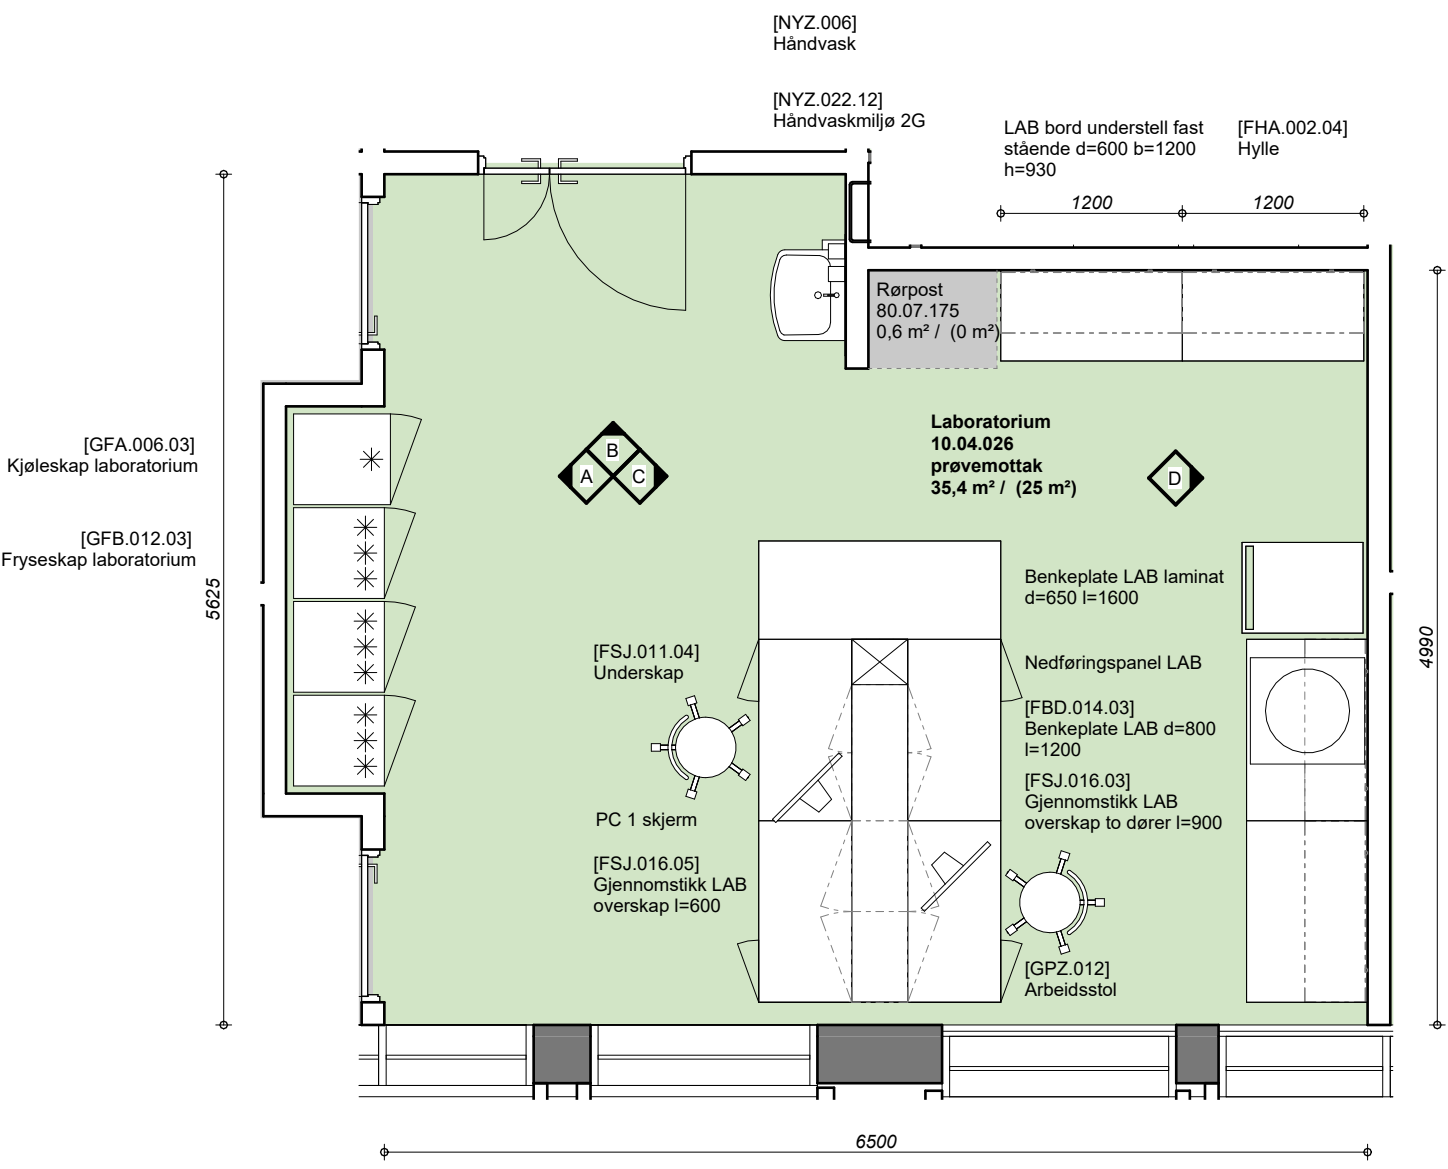 [NYZ.006]
Håndvask
[NYZ.022.12]
Håndvaskmiljø 2G
LAB bord understell fast
stående d=600 b=1200
h=930
[FHA.002.04]
Hylle
1200
1200
Rørpost
80.07.175
0,6 m² / (0 m²)
[GFA.006.03]
Kjøleskap laboratorium
[GFB.012.03]
Fryseskap laboratorium
5625
A
B
C
Laboratorium
10.04.026
prøvemottak
35,4 m² / (25 m²)
D
Benkeplate LAB laminat
d=650 l=1600
Nedføringspanel LAB
[FBD.014.03]
Benkeplate LAB d=800
l=1200
[FSJ.016.03]
Gjennomstikk LAB
overskap to dører l=900
[FSJ.011.04]
Underskap
PC 1 skjerm
[FSJ.016.05]
Gjennomstikk LAB
overskap l=600
[GPZ.012]
Arbeidsstol
4990
6500